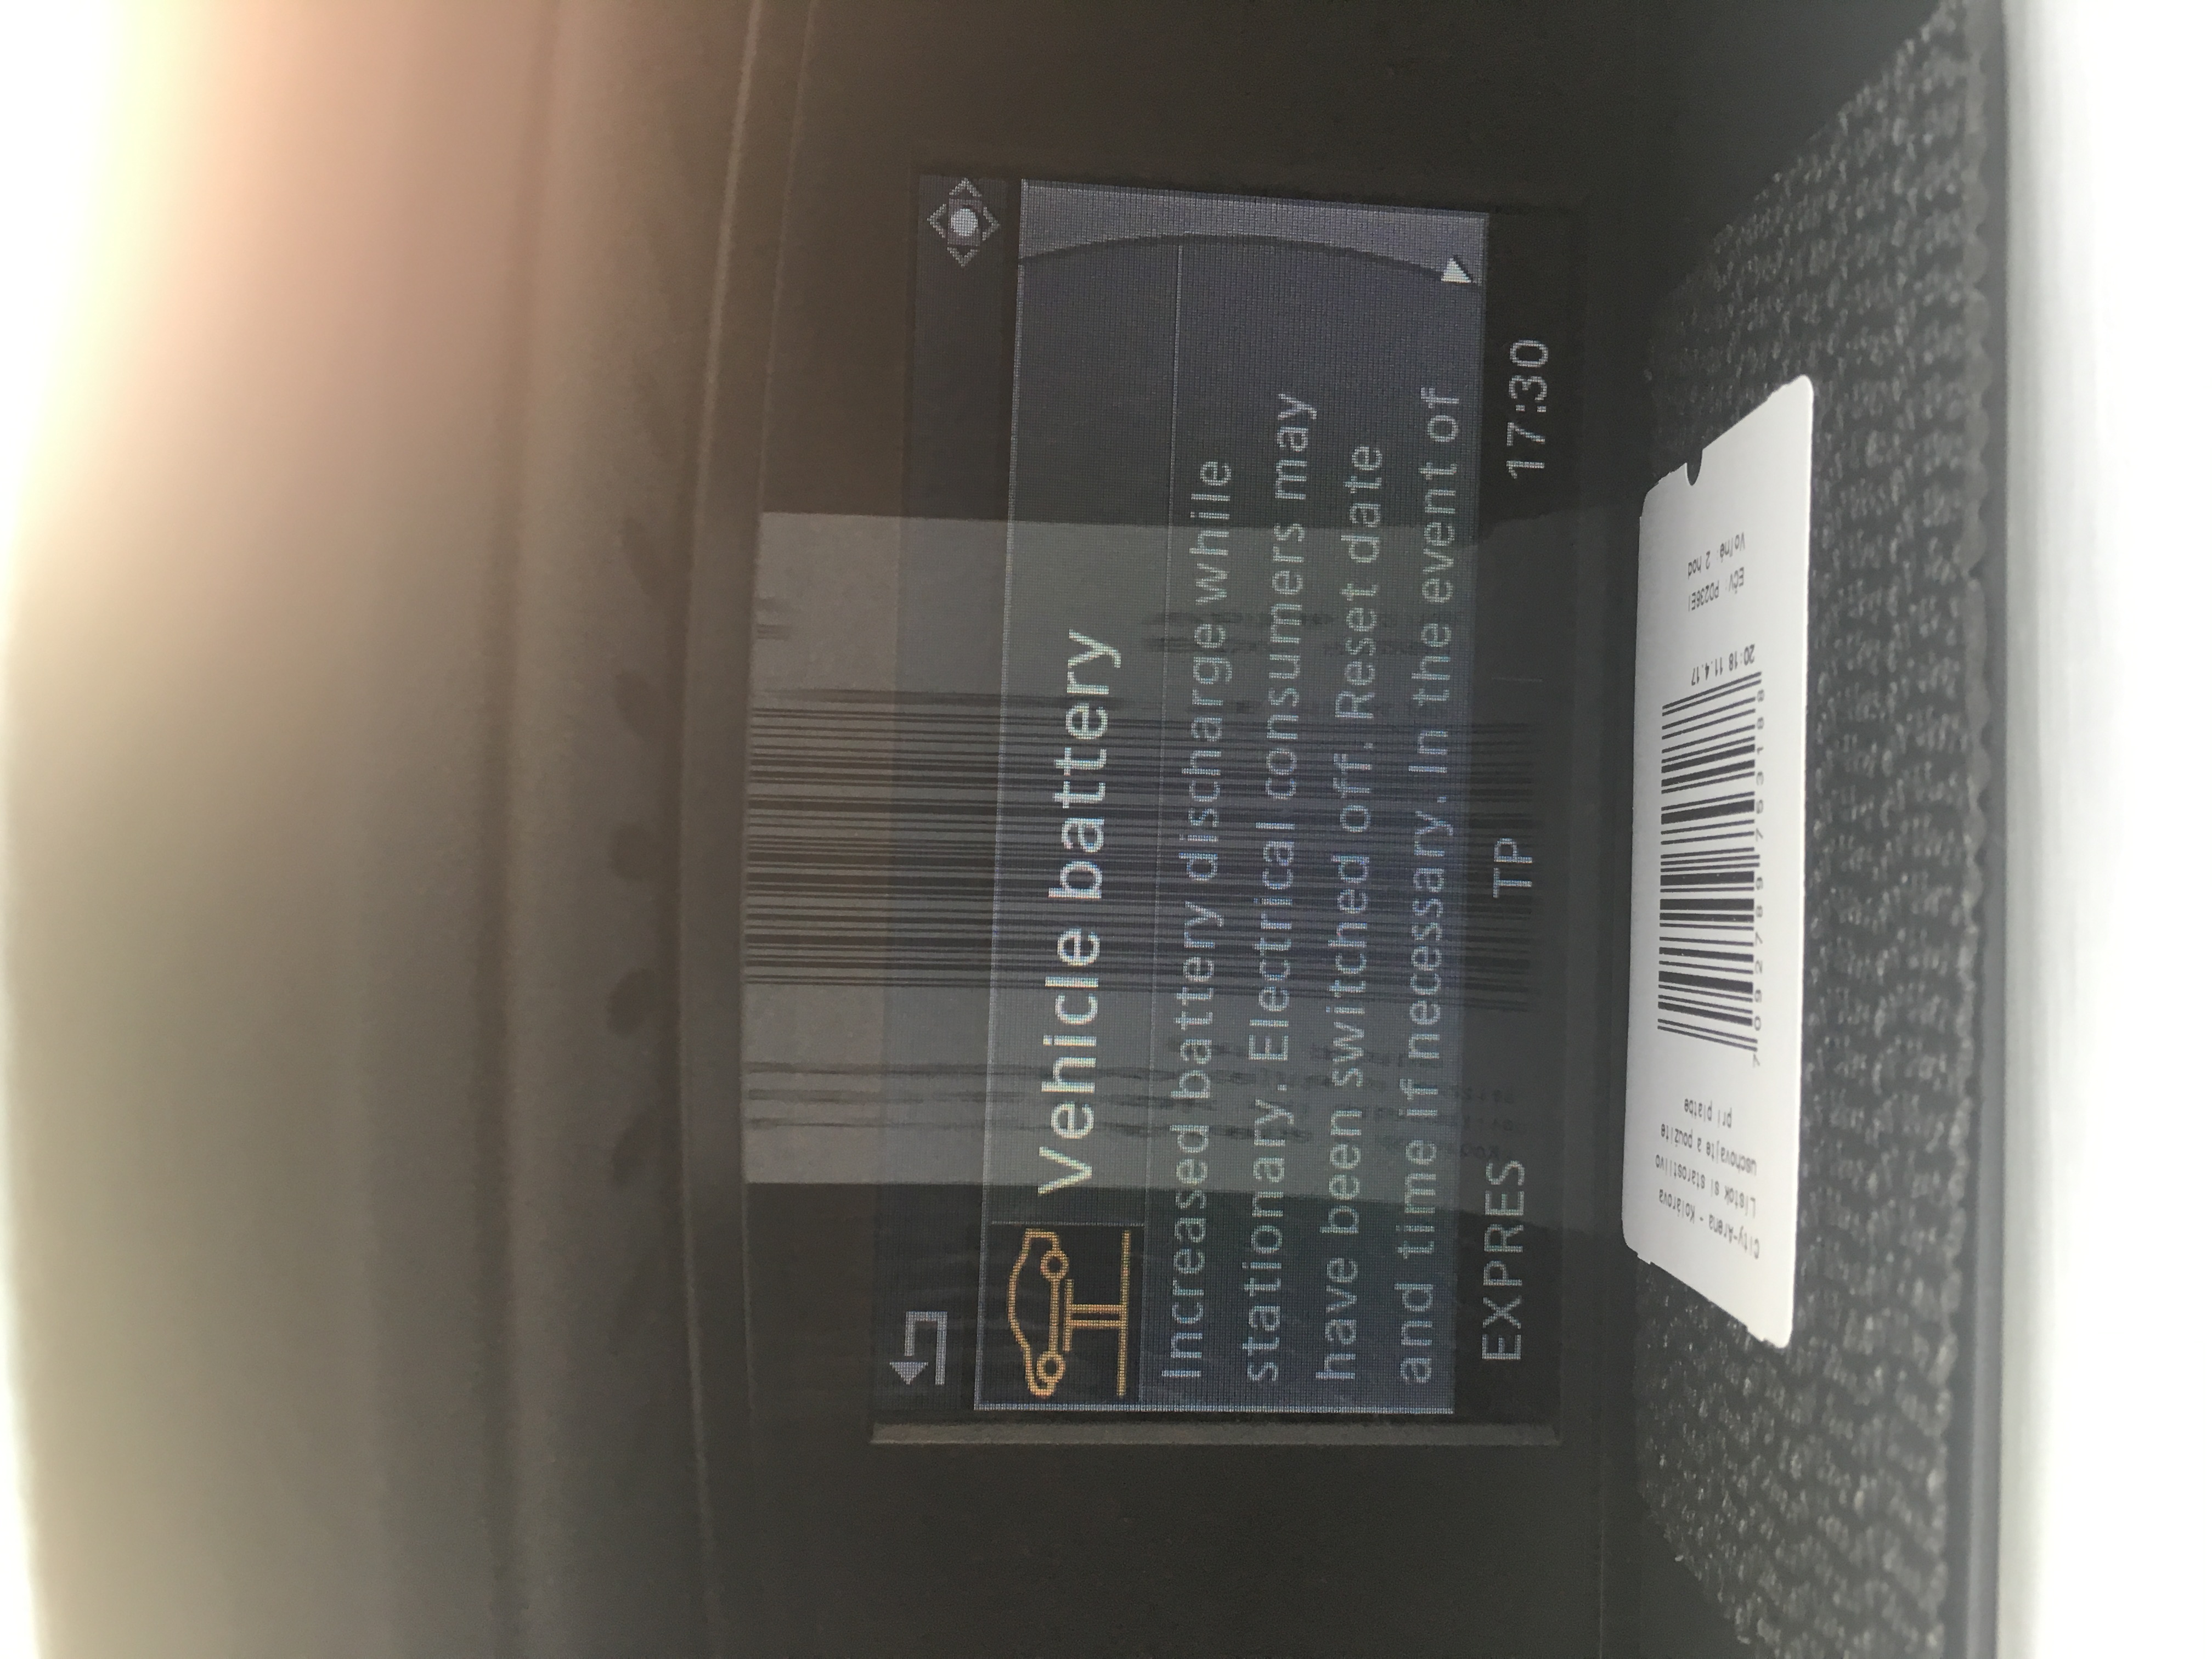 Vehicle battery
Increased battery discharge while
stationary. Electrical consumers may
have been switched off. Reset date
and time if necessary. In the event of
EXPRES TP 17:30
City-Arena - Kolárova
Lístok si starostlivo
uschovajte a použite
pri platbe
20:18 11.4.17
Voľné: 2 hod